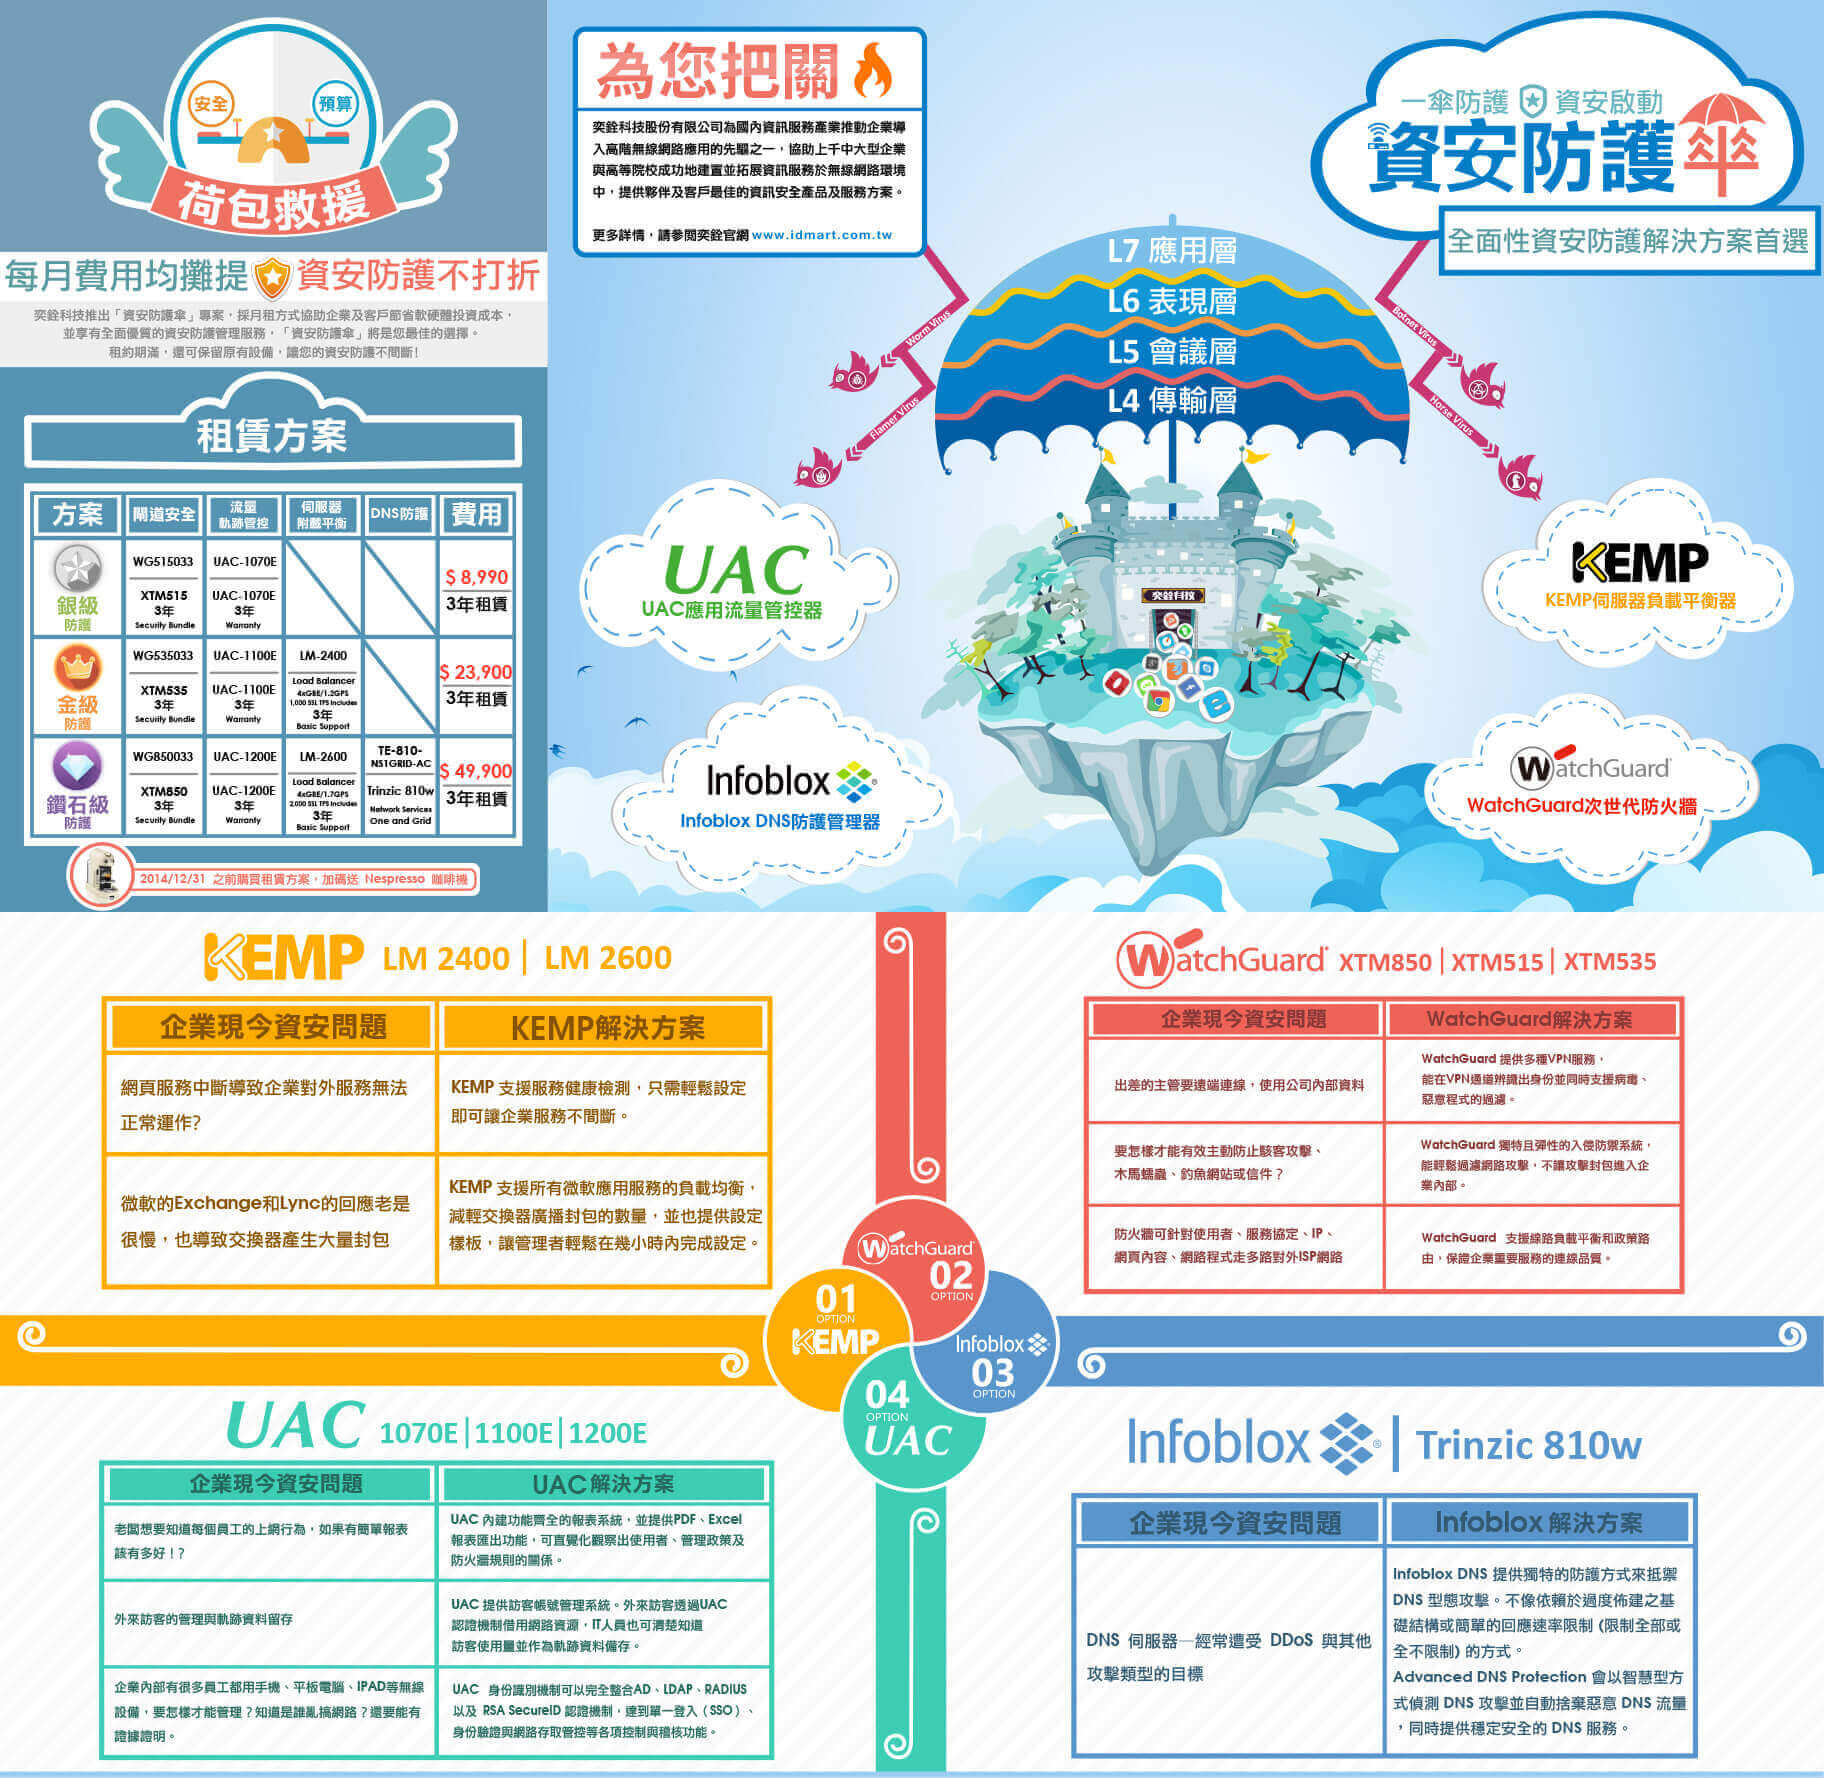 安全
預算
荷包救援
每月費用均攤提 資安防護不打折
奕銓科技推出「資安防護傘」專案，採月租方式協助企業及客戶節省軟硬體投資成本，
並享有全面優質的資安防護管理服務，「資安防護傘」將是您最佳的選擇。
租約期滿，還可保留原有設備，讓您的資安防護不間斷!
租賃方案
方案 閘道安全 流量軌跡管控 伺服器附載平衡 DNS防護 費用
銀級防護
WG515033
XTM515
3年
Security Bundle
UAC-1070E
UAC-1070E
3年
Warranty
$ 8,990
3年租賃
金級防護
WG535033
XTM535
3年
Security Bundle
UAC-1100E
UAC-1100E
3年
Warranty
LM-2400
Load Balancer
4xGBE/1.2GPS
1,000 SSL TPS Includes
3年
Basic Support
$ 23,900
3年租賃
鑽石級防護
WG850033
XTM850
3年
Security Bundle
UAC-1200E
UAC-1200E
3年
Warranty
LM-2600
Load Balancer
4xGBE/1.7GPS
2,000 SSL TPS Includes
3年
Basic Support
TE-810-
NS1GRID-AC
Trinzic 810w
Network Services
One and Grid
$ 49,900
3年租賃
2014/12/31 之前購買租賃方案，加碼送 Nespresso 咖啡機
為您把關
奕銓科技股份有限公司為國內資訊服務產業推動企業導
入高階無線網路應用的先驅之一，協助上千中大型企業
與高等院校成功地建置並拓展資訊服務於無線網路環境
中，提供夥伴及客戶最佳的資訊安全產品及服務方案。
更多詳情，請參閱奕銓官網 www.idmart.com.tw
一傘防護 資安啟動
資安防護傘
全面性資安防護解決方案首選
L7 應用層
L6 表現層
L5 會議層
L4 傳輸層
Worm Virus
Flamer Virus
Botnet Virus
Horse Virus
奕銓科技
UAC
UAC應用流量管控器
KEMP
KEMP伺服器負載平衡器
Infoblox
Infoblox DNS防護管理器
WatchGuard
WatchGuard次世代防火牆
KEMP LM 2400 | LM 2600
企業現今資安問題 KEMP解決方案
網頁服務中斷導致企業對外服務無法
正常運作?
KEMP 支援服務健康檢測，只需輕鬆設定
即可讓企業服務不間斷。
微軟的Exchange和Lync的回應老是
很慢，也導致交換器產生大量封包
KEMP 支援所有微軟應用服務的負載均衡，
減輕交換器廣播封包的數量，並也提供設定
樣板，讓管理者輕鬆在幾小時內完成設定。
WatchGuard XTM850 | XTM515 | XTM535
企業現今資安問題 WatchGuard解決方案
出差的主管要遠端連線，使用公司內部資料
WatchGuard 提供多種VPN服務，
能在VPN通道辨識出身份並同時支援病毒、
惡意程式的過濾。
要怎樣才能有效主動防止駭客攻擊、
木馬蠕蟲、釣魚網站或信件？
WatchGuard 獨特且彈性的入侵防禦系統，
能輕鬆過濾網路攻擊，不讓攻擊封包進入企
業內部。
防火牆可針對使用者、服務協定、IP、
網頁內容、網路程式走多路對外ISP網路
WatchGuard 支援線路負載平衡和政策路
由，保證企業重要服務的連線品質。
WatchGuard
02
OPTION
01
OPTION
KEMP
Infoblox
03
OPTION
04
OPTION
UAC
UAC 1070E | 1100E | 1200E
企業現今資安問題 UAC解決方案
老闆想要知道每個員工的上網行為，如果有簡單報表
該有多好！?
UAC 內建功能齊全的報表系統，並提供PDF、Excel
報表匯出功能，可直覺化觀察出使用者、管理政策及
防火牆規則的關係。
外來訪客的管理與軌跡資料留存
UAC 提供訪客帳號管理系統。外來訪客透過UAC
認證機制借用網路資源，IT人員也可清楚知道
訪客使用量並作為軌跡資料備存。
企業內部有很多員工都用手機、平板電腦、IPAD等無線
設備，要怎樣才能管理？知道是誰亂搞網路？還要能有
證據證明。
UAC 身份識別機制可以完全整合AD、LDAP、RADIUS
以及 RSA SecureID 認證機制，達到單一登入（SSO）、
身份驗證與網路存取管控等各項控制與稽核功能。
Infoblox | Trinzic 810w
企業現今資安問題 Infoblox 解決方案
DNS 伺服器—經常遭受 DDoS 與其他
攻擊類型的目標
Infoblox DNS 提供獨特的防護方式來抵禦
DNS 型態攻擊。不像依賴於過度佈建之基
礎結構或簡單的回應速率限制 (限制全部或
全不限制) 的方式。
Advanced DNS Protection 會以智慧型方
式偵測 DNS 攻擊並自動捨棄惡意 DNS 流量
，同時提供穩定安全的 DNS 服務。